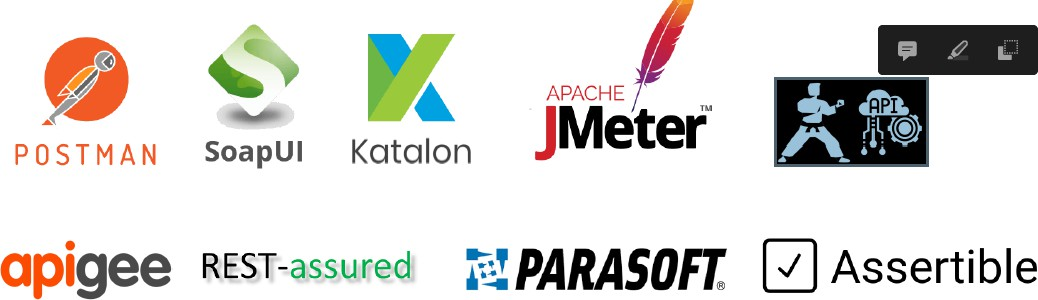 POSTMAN
SoapUI
Katalon
APACHE
JMeter™
API
apigee
REST-assured
PARASOFT®
Assertible